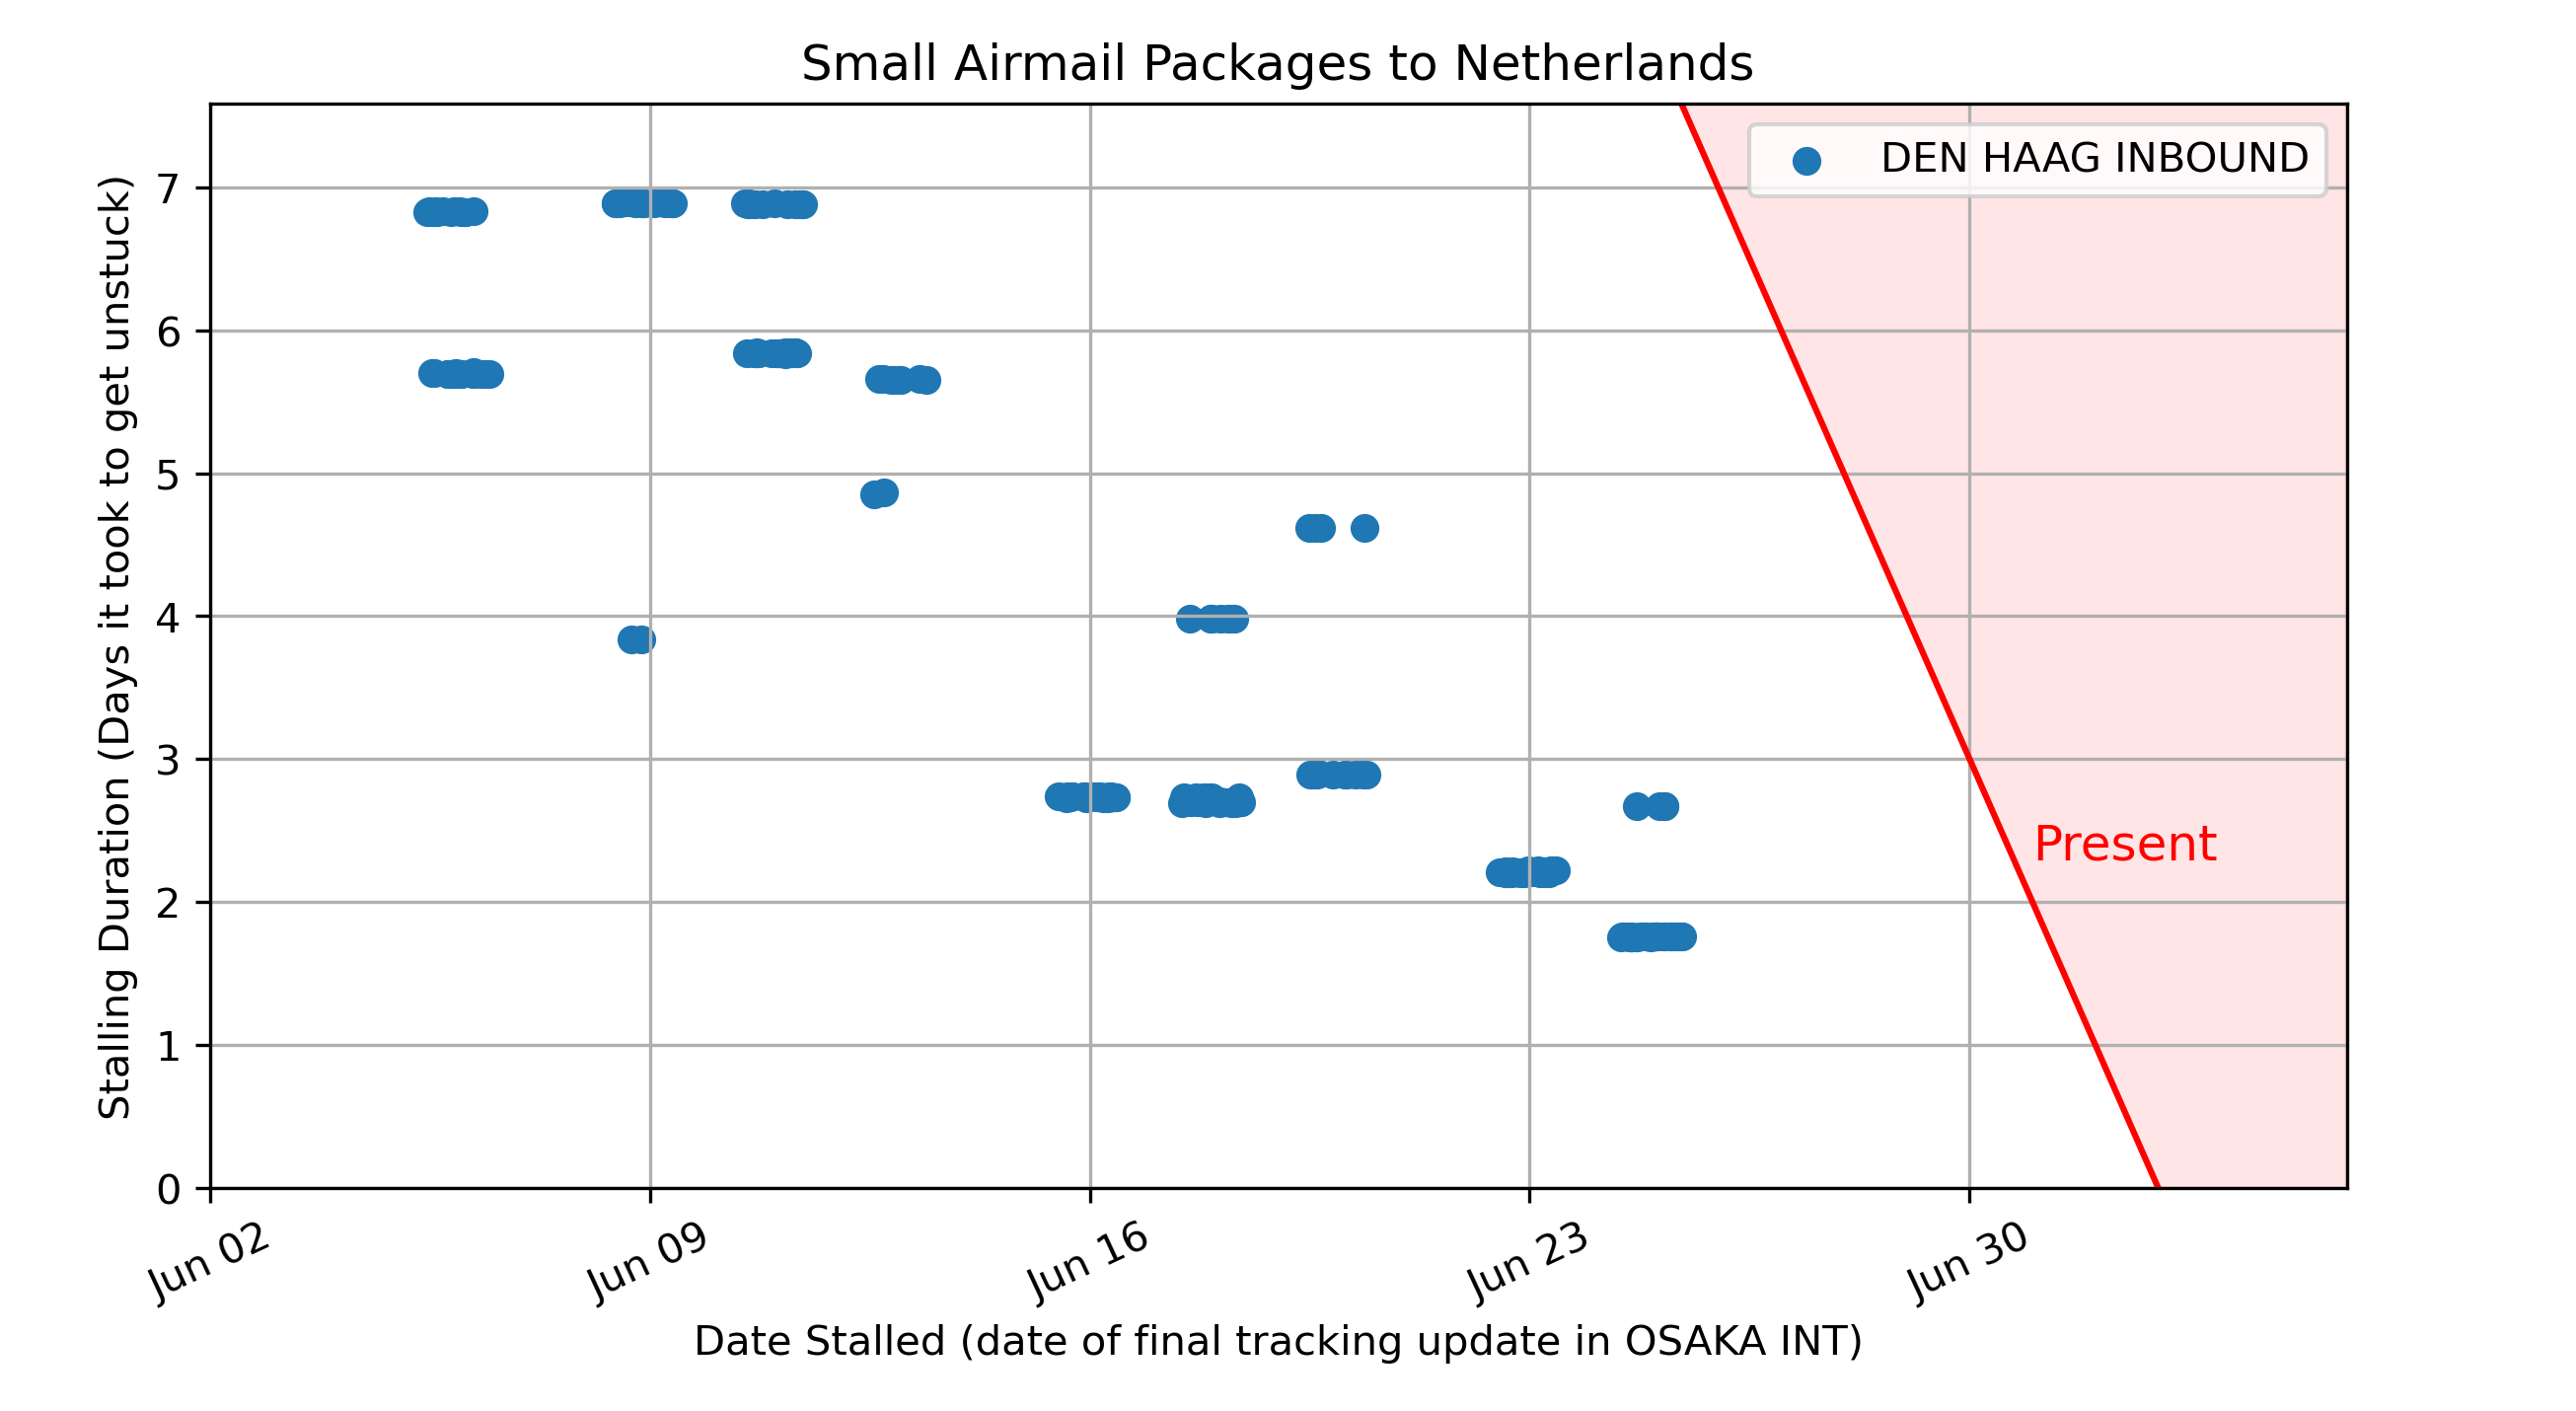 Small Airmail Packages to Netherlands
DEN HAAG INBOUND
Stalling Duration (Days it took to get unstuck)
7
6
5
4
3
2
1
0
Present
Jun 02
Jun 09
Jun 16
Jun 23
Jun 30
Date Stalled (date of final tracking update in OSAKA INT)